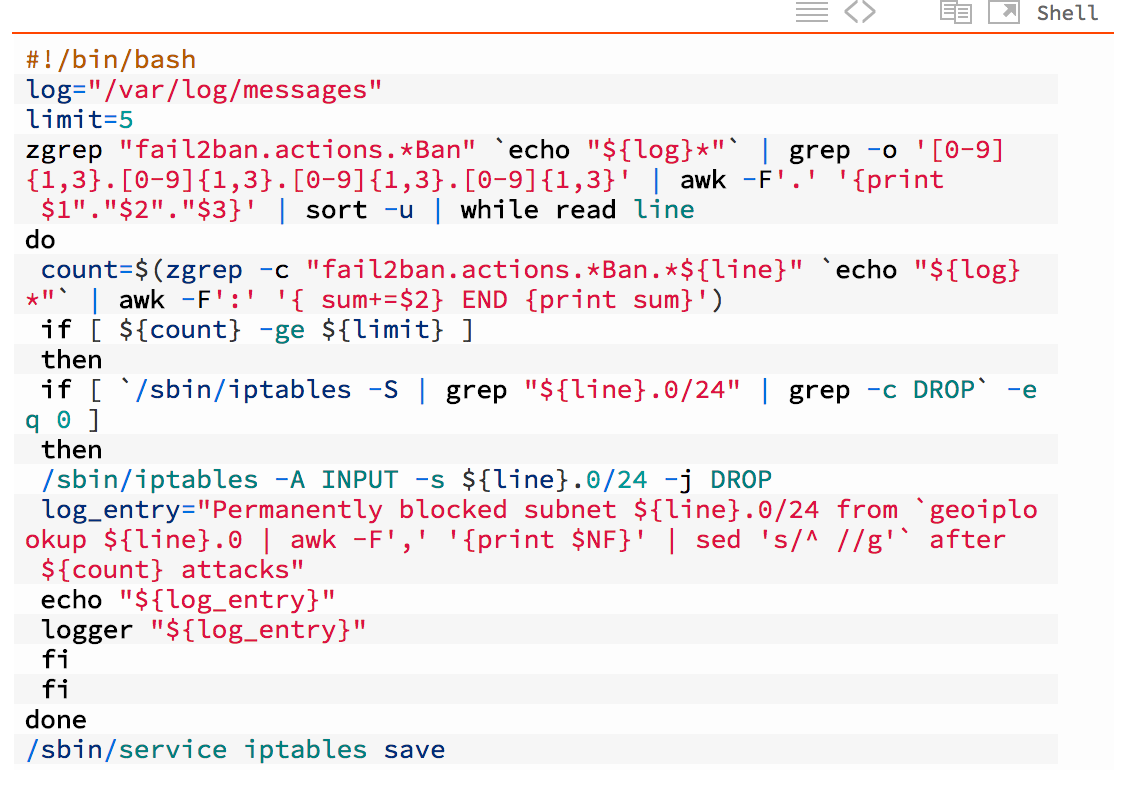 Shell
#!/bin/bash
log="/var/log/messages"
limit=5
zgrep "fail2ban.actions.*Ban" `echo "${log}*"` | grep -o '[0-9]
{1,3}.[0-9]{1,3}.[0-9]{1,3}.[0-9]{1,3}' | awk -F'.' '{print
$1"."$2"."$3}' | sort -u | while read line
do
count=$(zgrep -c "fail2ban.actions.*Ban.*${line}" `echo "${log}
*"` | awk -F':' '{ sum+=$2} END {print sum}')
if [ ${count} -ge ${limit} ]
then
if [ `/sbin/iptables -S | grep "${line}.0/24" | grep -c DROP` -e
q 0 ]
then
/sbin/iptables -A INPUT -s ${line}.0/24 -j DROP
log_entry="Permanently blocked subnet ${line}.0/24 from `geoiplo
okup ${line}.0 | awk -F',' '{print $NF}' | sed 's/^ //g'` after
${count} attacks"
echo "${log_entry}"
logger "${log_entry}"
fi
fi
done
/sbin/service iptables save